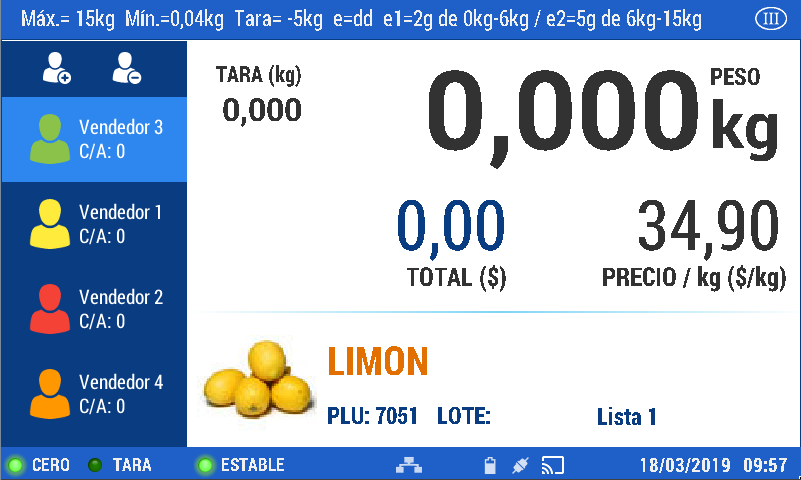 Máx.= 15kg Mín.=0,04kg Tara= -5kg e=dd e1=2g de 0kg-6kg / e2=5g de 6kg-15kg III
TARA (kg)
0,000
PESO
0,000 kg
Vendedor 3
C/A: 0
Vendedor 1
C/A: 0
0,00
TOTAL ($)
34,90
PRECIO / kg ($/kg)
Vendedor 2
C/A: 0
Vendedor 4
C/A: 0
LIMON
PLU: 7051 LOTE: Lista 1
CERO TARA ESTABLE 18/03/2019 09:57